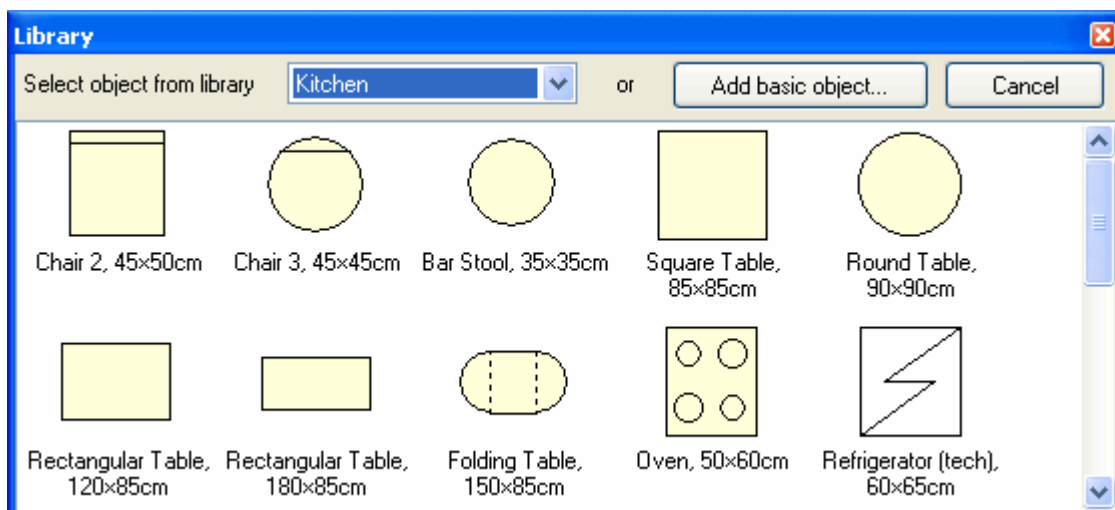 Library
Select object from library Kitchen or Add basic object... Cancel
Chair 2, 45×50cm Chair 3, 45×45cm Bar Stool, 35×35cm Square Table, 85×85cm Round Table, 90×90cm
Rectangular Table, 120×85cm Rectangular Table, 180×85cm Folding Table, 150×85cm Oven, 50×60cm Refrigerator (tech), 60×65cm